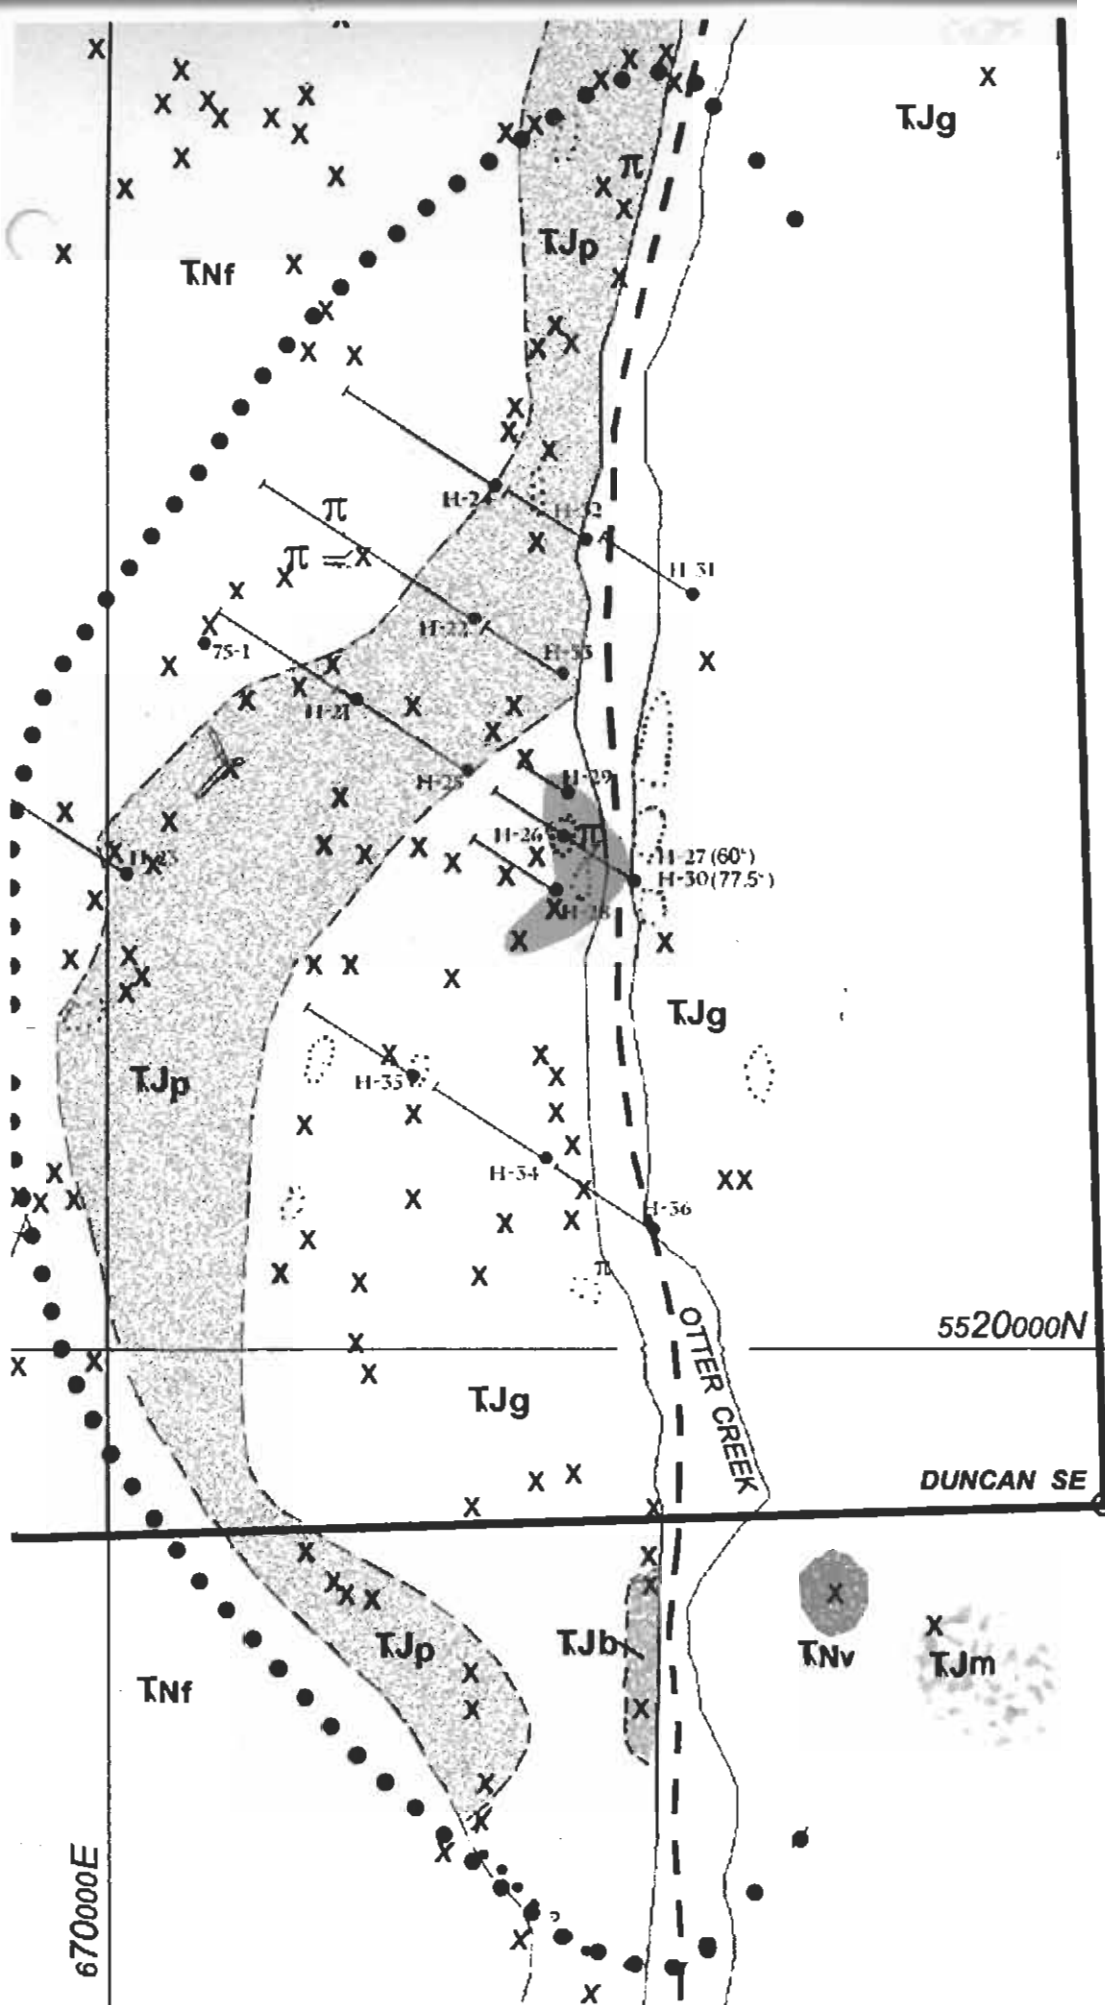 TJg
π
TJp
TNf
H-24
H-32
π
π
H-31
H-22
75-1
H-33
H-21
H-25
H-29
H-26
π
H-27 (60°)
H-30 (77.5°)
H-23
H-28
TJg
TJp
H-35
H-34
H-36
π
OTTER CREEK
5520000N
TJg
DUNCAN SE
TJp
TJb
TNv
TJm
TNf
670000E
?